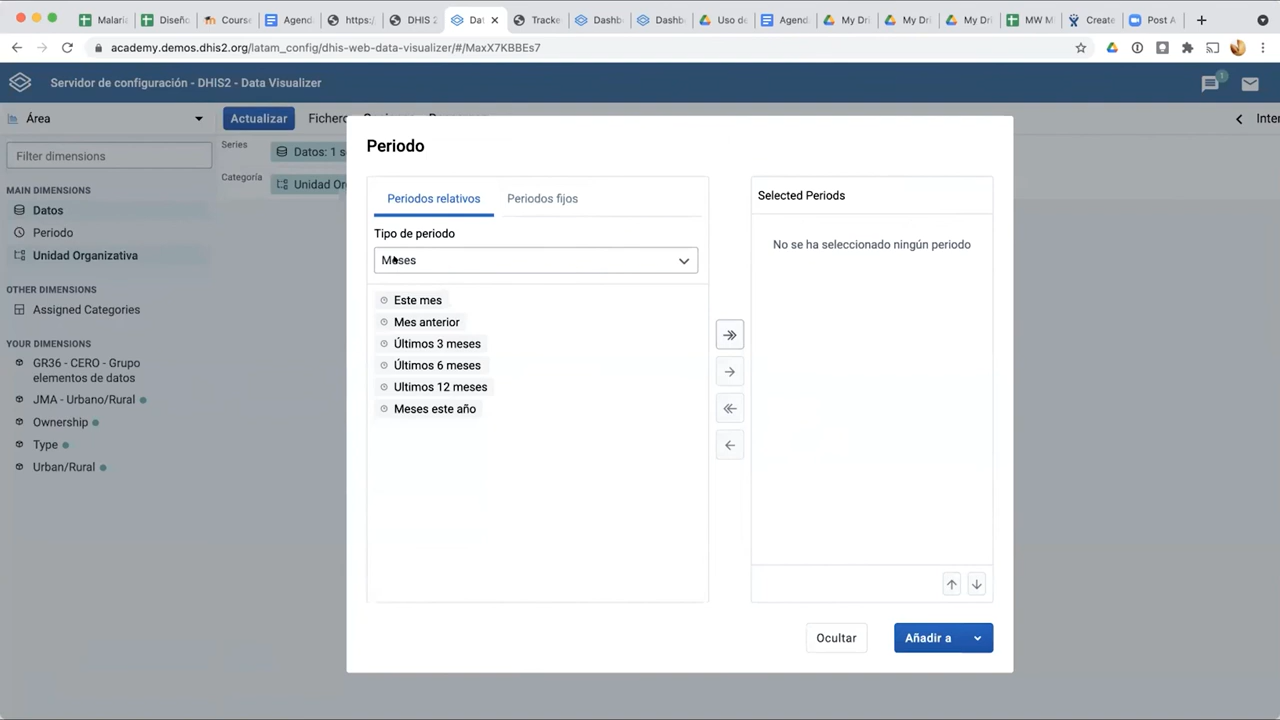 Malari
Diseño
Course
Agend
https:/
DHIS 2
Dat
Tracke
Dashb
Dashb
Uso de
Agend.
My Dri
My Dri
My Dri
MW M
Create
Post A
academy.demos.dhis2.org/latam_config/dhis-web-data-visualizer/#/MaxX7KBBEs7
Servidor de configuración - DHIS2 - Data Visualizer
1
Área
Actualizar
Fichero
Inter
Filter dimensions
Series
Datos: 1 s
Categoría
Unidad Or
MAIN DIMENSIONS
Datos
Periodo
Unidad Organizativa
OTHER DIMENSIONS
Assigned Categories
YOUR DIMENSIONS
GR36 - CERO - Grupo
elementos de datos
JMA - Urbano/Rural
Ownership
Type
Urban/Rural
Periodo
Periodos relativos
Periodos fijos
Tipo de periodo
Meses
Este mes
Mes anterior
Últimos 3 meses
Últimos 6 meses
Ultimos 12 meses
Meses este año
Selected Periods
No se ha seleccionado ningún periodo
Ocultar
Añadir a